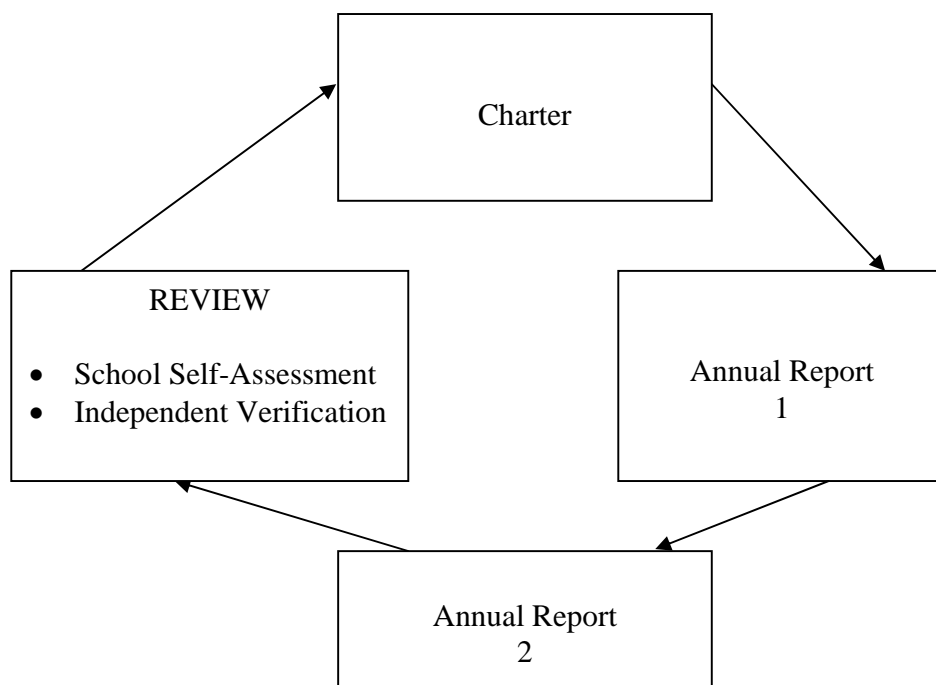 Charter
REVIEW
• School Self-Assessment
• Independent Verification
Annual Report
1
Annual Report
2